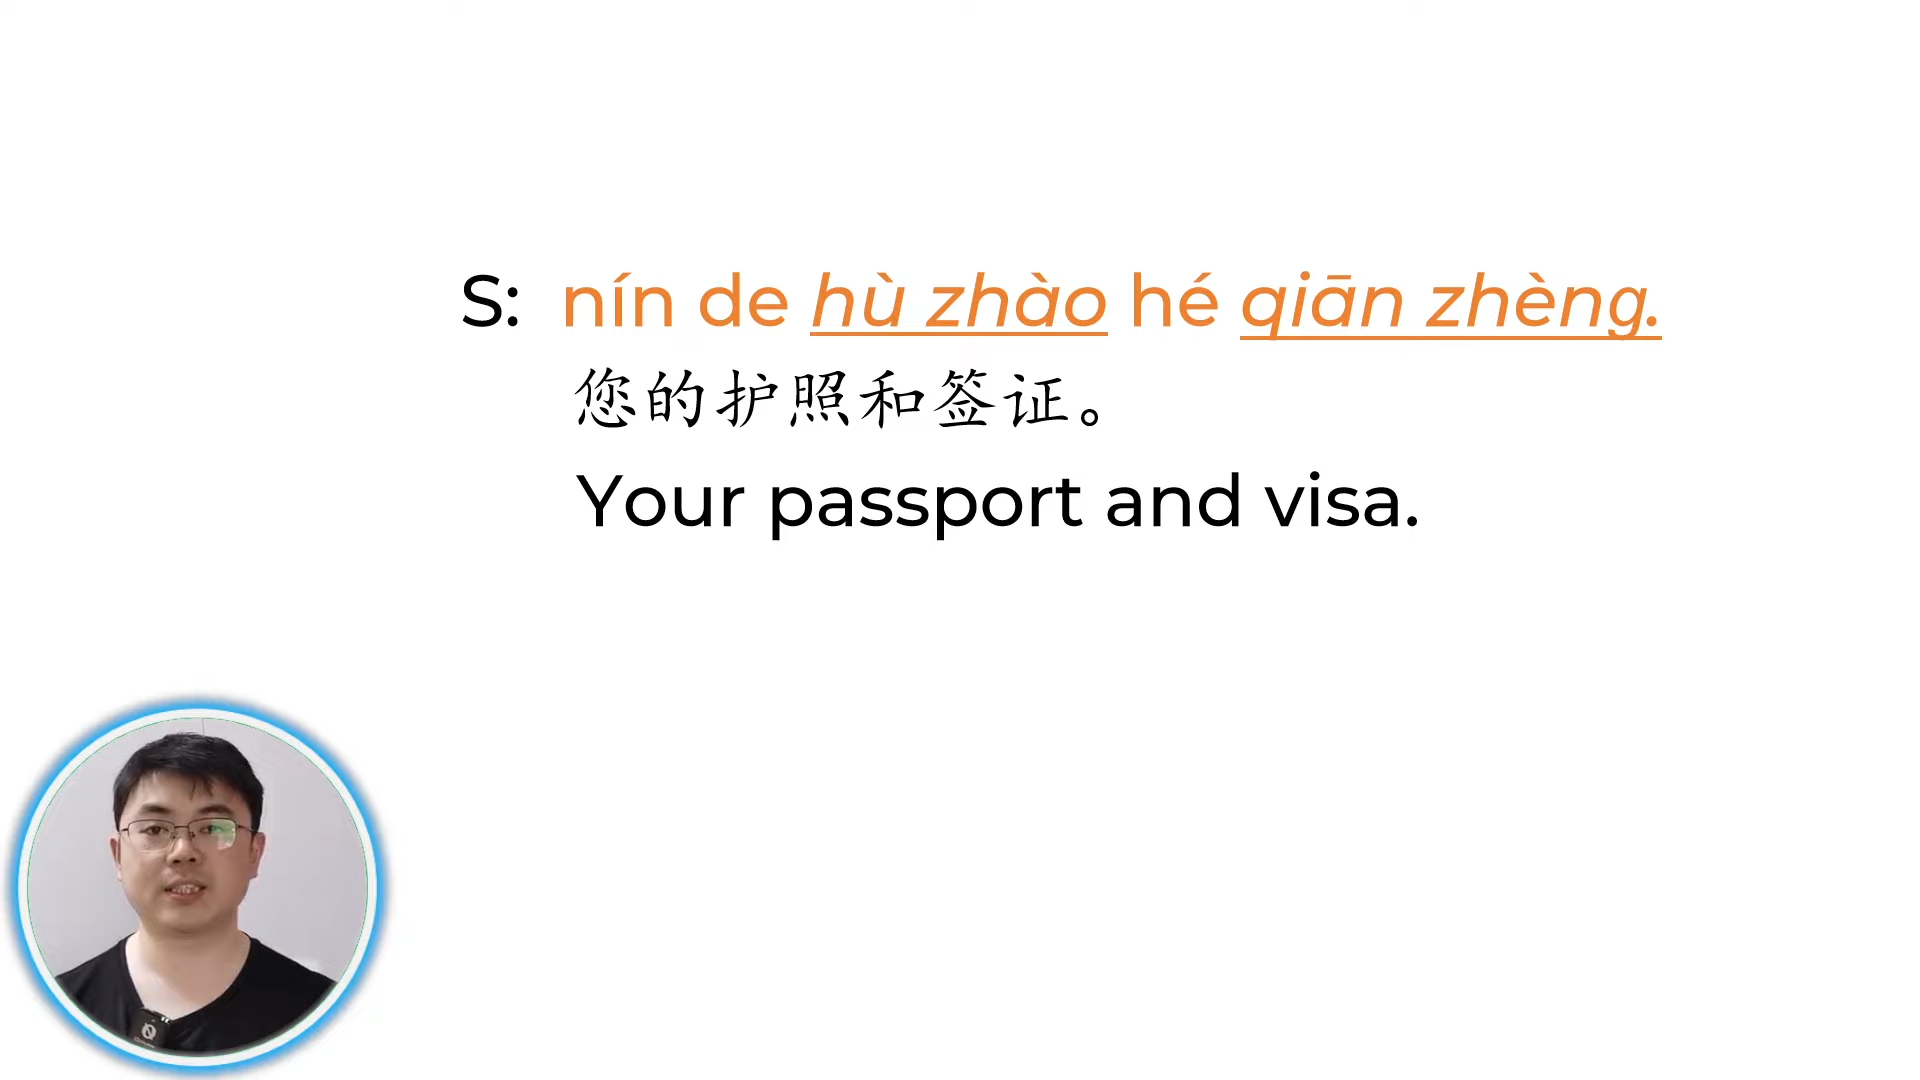 S: nín de hù zhào hé qiān zhèng.
您的护照和签证。
Your passport and visa.